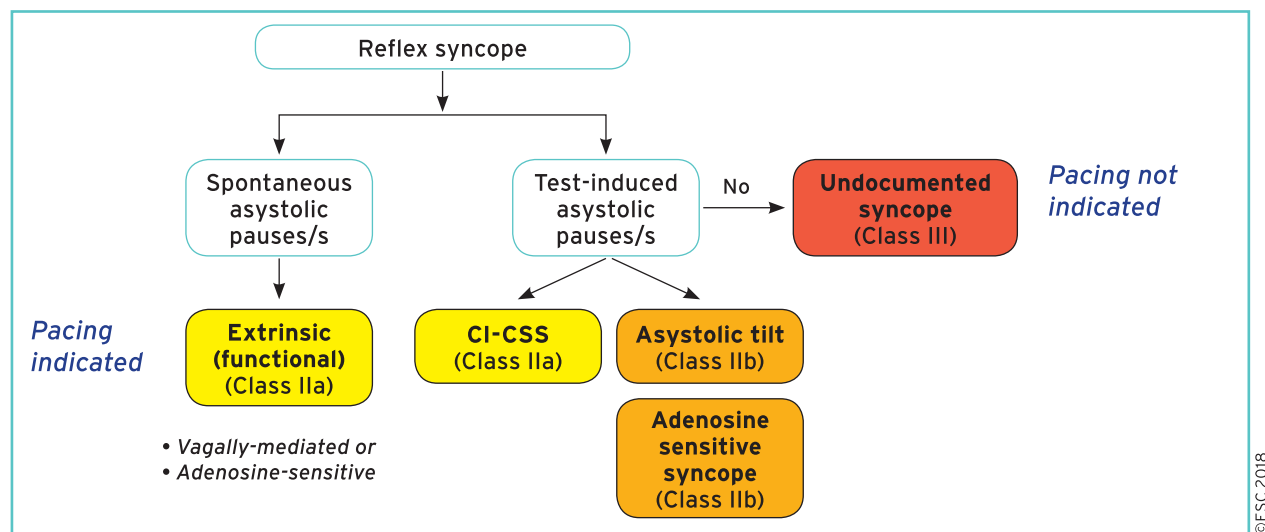 Reflex syncope
Spontaneous
asystolic
pauses/s
Test-induced
asystolic
pauses/s
No
Undocumented
syncope
(Class III)
Pacing not
indicated
Pacing
indicated
Extrinsic
(functional)
(Class IIa)
CI-CSS
(Class IIa)
Asystolic tilt
(Class IIb)
• Vagally-mediated or
• Adenosine-sensitive
Adenosine
sensitive
syncope
(Class IIb)
©ESC 2018